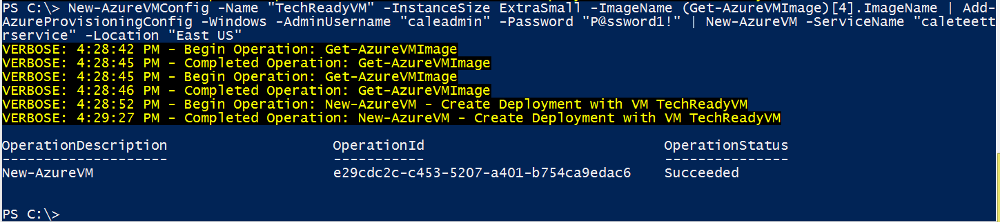 PS C:\> New-AzureVMConfig -Name "TechReadyVM" -InstanceSize ExtraSmall -ImageName (Get-AzureVMImage)[4].ImageName | Add-
AzureProvisioningConfig -Windows -AdminUsername "caleadmin" -Password "P@ssword1!" | New-AzureVM -ServiceName "caleteett
rservice" -Location "East US"
VERBOSE: 4:28:42 PM - Begin Operation: Get-AzureVMImage
VERBOSE: 4:28:45 PM - Completed Operation: Get-AzureVMImage
VERBOSE: 4:28:45 PM - Begin Operation: Get-AzureVMImage
VERBOSE: 4:28:46 PM - Completed Operation: Get-AzureVMImage
VERBOSE: 4:28:52 PM - Begin Operation: New-AzureVM - Create Deployment with VM TechReadyVM
VERBOSE: 4:29:27 PM - Completed Operation: New-AzureVM - Create Deployment with VM TechReadyVM
OperationDescription OperationId OperationStatus
-------------------- ----------- ---------------
New-AzureVM e29cdc2c-c453-5207-a401-b754ca9edac6 Succeeded
PS C:\>